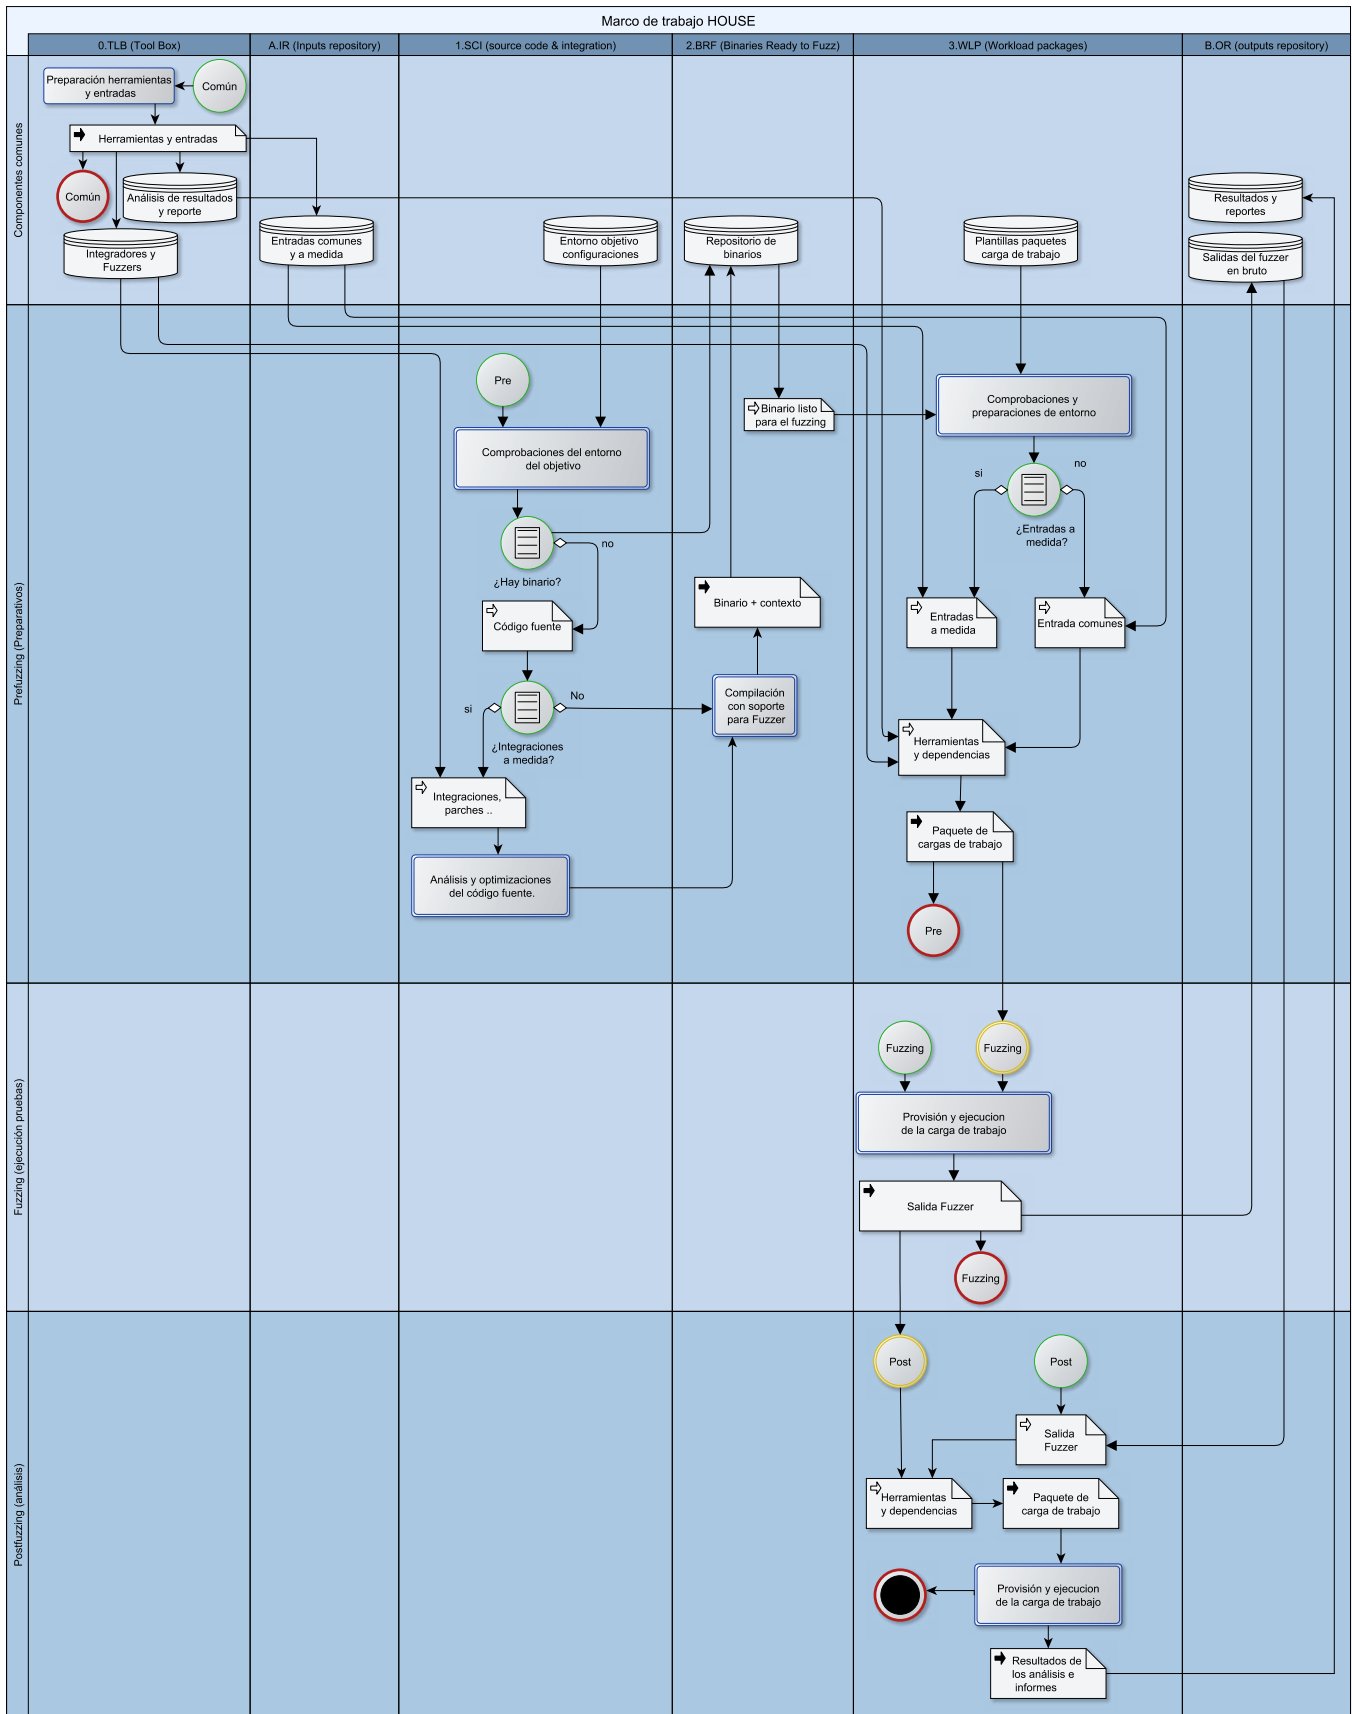 Marco de trabajo HOUSE
0.TLB (Tool Box)
A.IR (Inputs repository)
1.SCI (source code & integration)
2.BRF (Binaries Ready to Fuzz)
3.WLP (Workload packages)
B.OR (outputs repository)
Componentes comunes
Preparación herramientas
y entradas
Común
Herramientas y entradas
Común
Análisis de resultados
y reporte
Integradores y
Fuzzers
Entradas comunes
y a medida
Entorno objetivo
configuraciones
Repositorio de
binarios
Plantillas paquetes
carga de trabajo
Resultados y
reportes
Salidas del fuzzer
en bruto
Prefuzzing (Preparativos)
Pre
Comprobaciones del entorno
del objetivo
no
¿Hay binario?
Código fuente
si
No
¿Integraciones
a medida?
Integraciones,
parches ..
Análisis y optimizaciones
del código fuente.
Binario listo
para el fuzzing
Binario + contexto
Compilación
con soporte
para Fuzzer
Comprobaciones y
preparaciones de entorno
si
no
¿Entradas a
medida?
Entradas
a medida
Entrada comunes
Herramientas
y dependencias
Paquete de
cargas de trabajo
Pre
Fuzzing (ejecución pruebas)
Fuzzing
Fuzzing
Provisión y ejecucion
de la carga de trabajo
Salida Fuzzer
Fuzzing
Postfuzzing (análisis)
Post
Post
Salida
Fuzzer
Herramientas
y dependencias
Paquete de
carga de trabajo
Provisión y ejecucion
de la carga de trabajo
Resultados de
los análisis e
informes